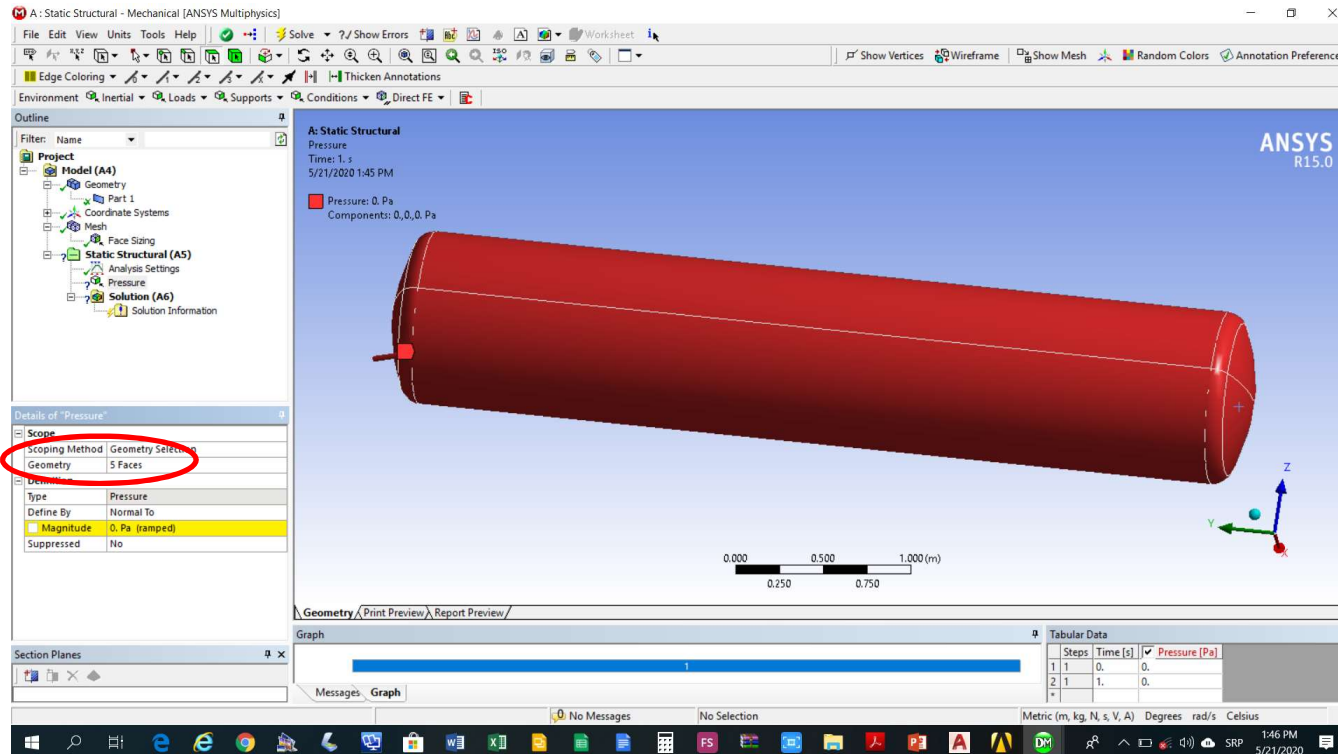 A : Static Structural - Mechanical [ANSYS Multiphysics]
File Edit View Units Tools Help Solve ?/ Show Errors Worksheet
Show Vertices Wireframe Show Mesh Random Colors Annotation Preference
Edge Coloring Thicken Annotations
Environment Inertial Loads Supports Conditions Direct FE
Outline
Filter: Name
Project
Model (A4)
Geometry
Part 1
Coordinate Systems
Mesh
Face Sizing
Static Structural (A5)
Analysis Settings
Pressure
Solution (A6)
Solution Information
A: Static Structural
Pressure
Time: 1. s
5/21/2020 1:45 PM
Pressure: 0. Pa
Components: 0.,0.,0. Pa
ANSYS
R15.0
Details of "Pressure"
Scope
Scoping Method Geometry Selection
Geometry 5 Faces
Definition
Type Pressure
Define By Normal To
Magnitude 0. Pa (ramped)
Suppressed No
Z
Y
X
0.000 0.500 1.000 (m)
0.250 0.750
Geometry Print Preview Report Preview
Section Planes
Graph
1
Messages Graph
Tabular Data
Steps Time [s] Pressure [Pa]
1 1 0. 0.
2 1 1. 0.
*
0 No Messages No Selection Metric (m, kg, N, s, V, A) Degrees rad/s Celsius
FS DM SRP 1:46 PM
5/21/2020